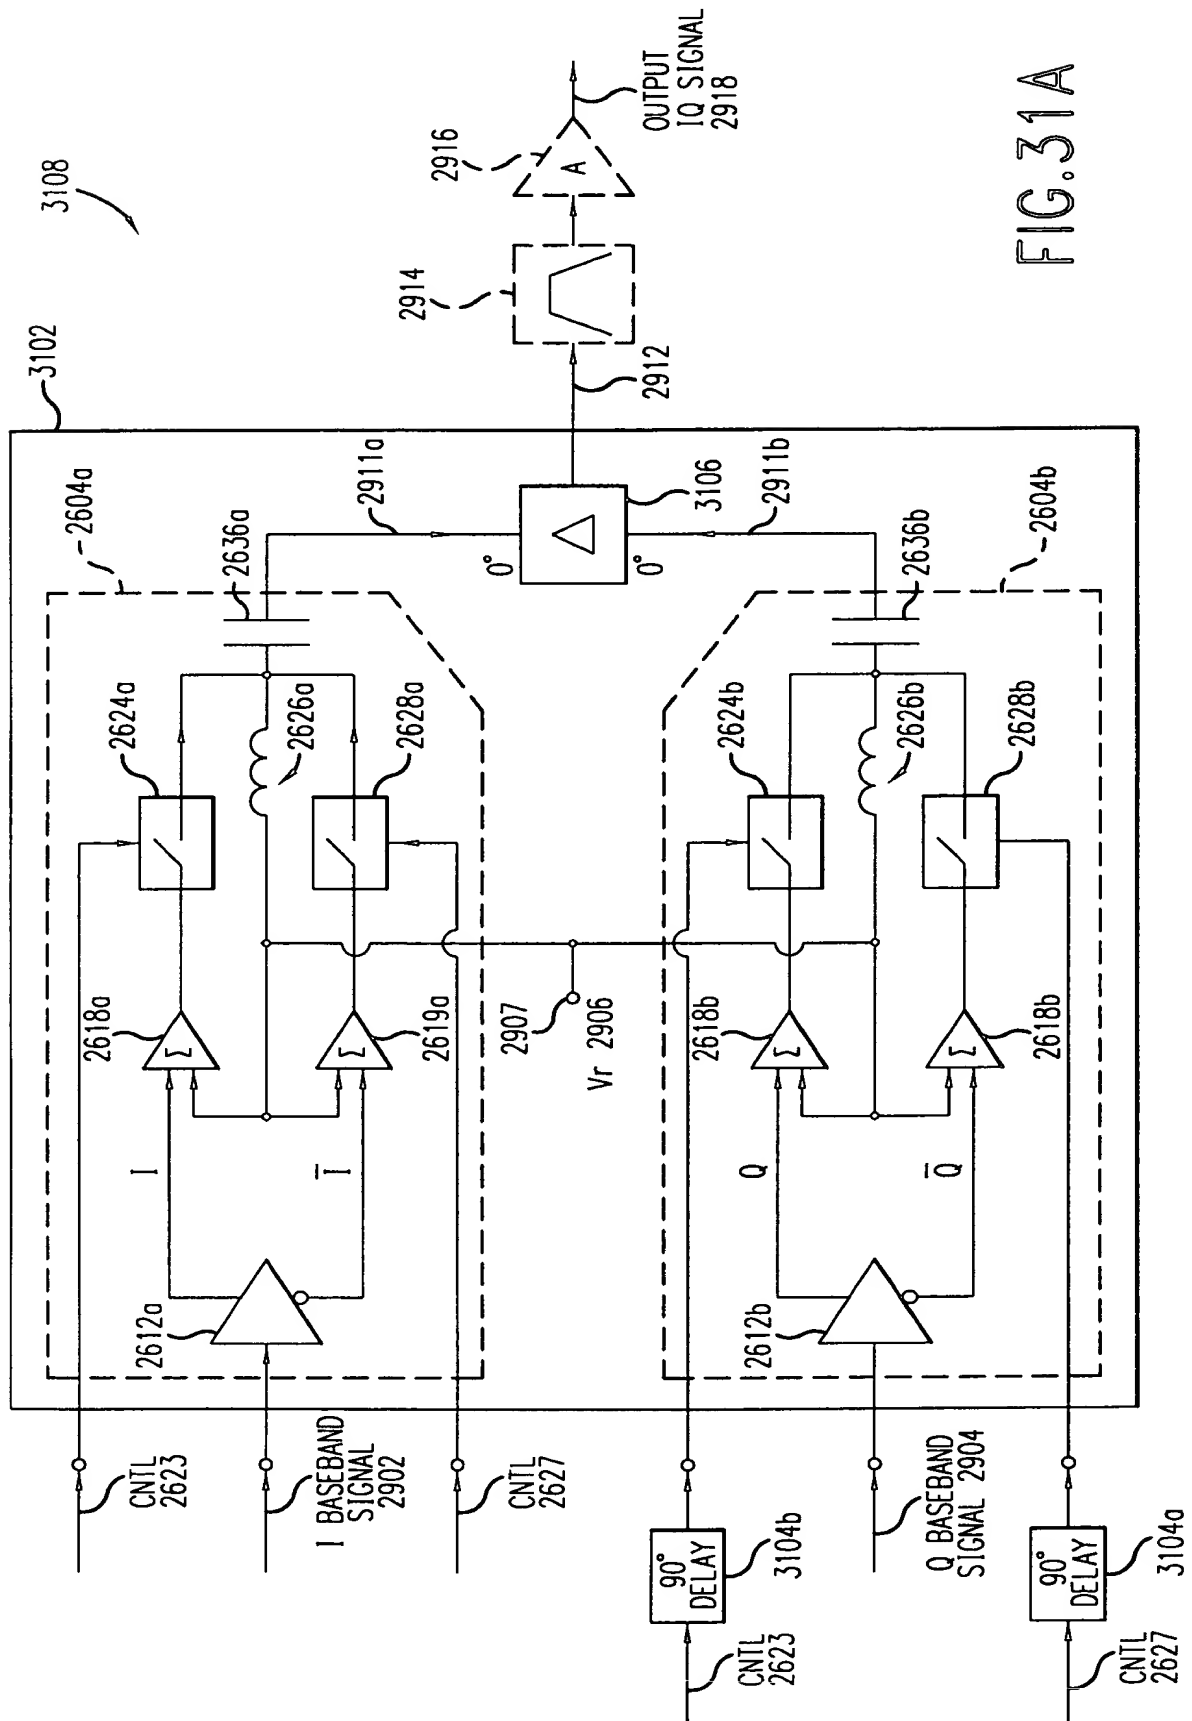 3108
3102
2604a
2636a
2911a
2624a
2626a
2628a
2618a
2619a
Σ
Σ
I
I̅
2612a
CNTL
2623
I BASEBAND
SIGNAL
2902
CNTL
2627
2907
Vr 2906
0°
0°
3106
2911b
2912
2914
2916
A
OUTPUT
IQ SIGNAL
2918
2604b
2636b
2624b
2626b
2628b
2618b
2618b
Σ
Σ
Q
Q̅
2612b
90°
DELAY
3104b
CNTL
2623
Q BASEBAND
SIGNAL 2904
90°
DELAY
3104a
CNTL
2627
FIG.31A